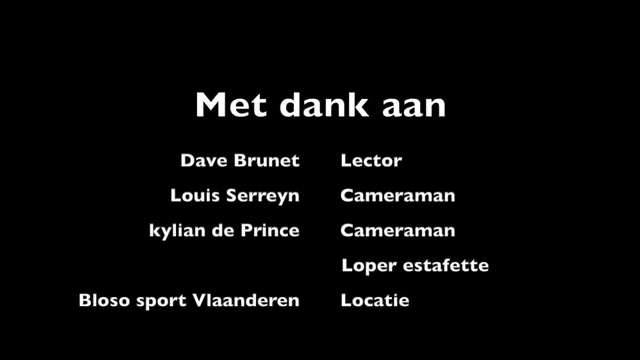 Met dank aan
Dave Brunet Lector
Louis Serreyn Cameraman
kylian de Prince Cameraman
Loper estafette
Bloso sport Vlaanderen Locatie